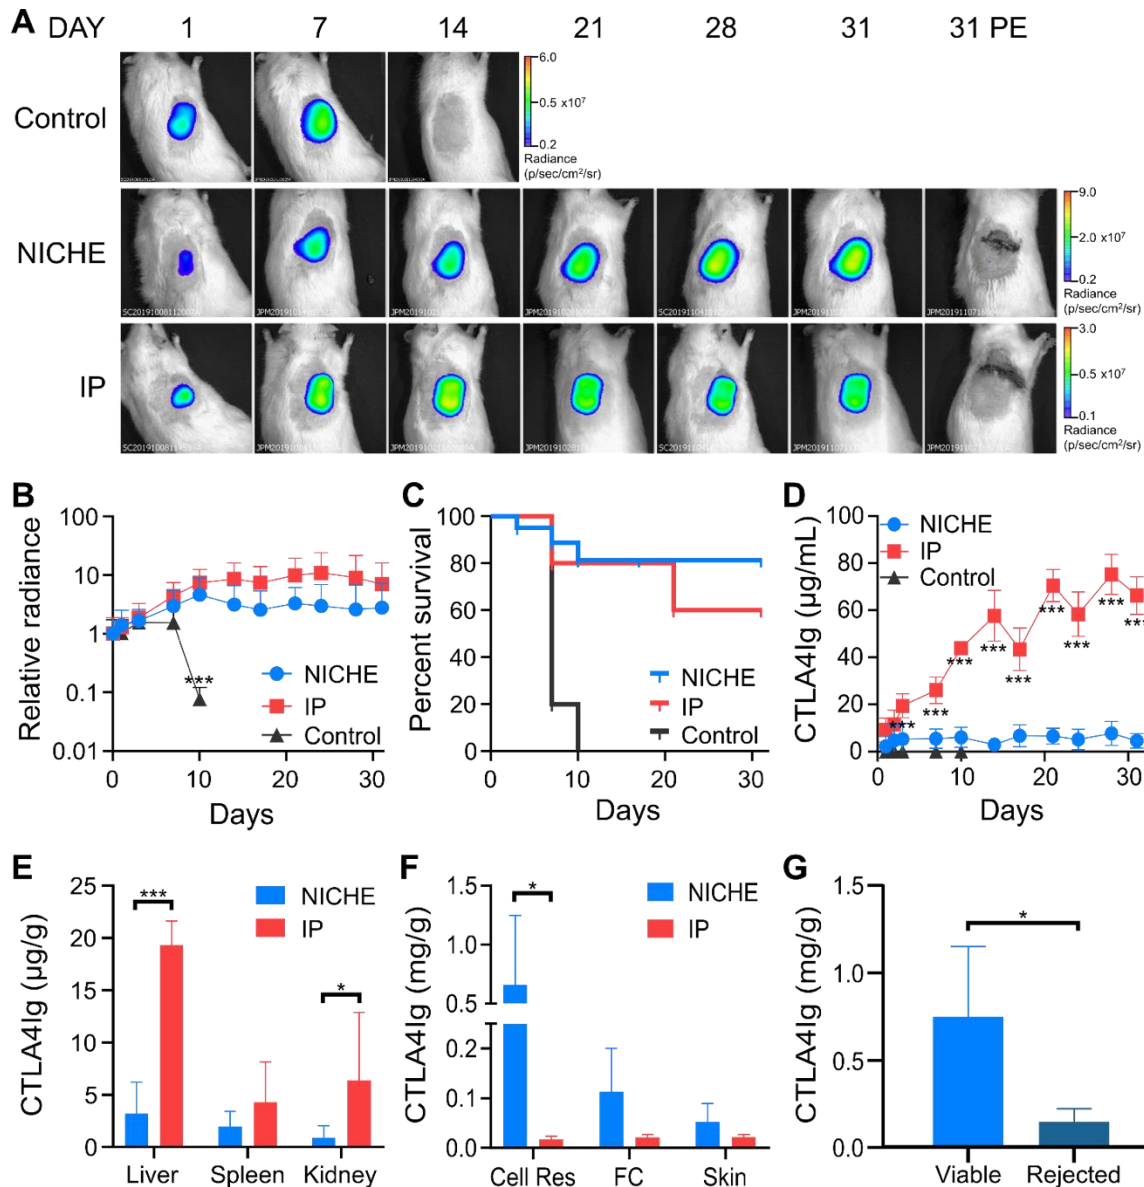 A DAY 1 7 14 21 28 31 31 PE
Control
6.0
0.5 x10⁷
0.2
Radiance
(p/sec/cm²/sr)
NICHE
9.0
2.0 x10⁷
0.2
Radiance
(p/sec/cm²/sr)
IP
3.0
0.5 x10⁷
0.1
Radiance
(p/sec/cm²/sr)
B
Relative radiance
100
10
1
0.1
0.01
***
NICHE
IP
Control
0 10 20 30
Days
C
Percent survival
100
80
60
40
20
0
NICHE
IP
Control
0 10 20 30
Days
D
CTLA4Ig (µg/mL)
100
80
60
40
20
0
NICHE
IP
Control
*** *** *** *** *** *** *** *** ***
0 10 20 30
Days
E
CTLA4Ig (µg/g)
25
20
15
10
5
0
***
*
NICHE
IP
Liver Spleen Kidney
F
CTLA4Ig (mg/g)
1.5
1.0
0.5
0.2
0.1
0.0
*
NICHE
IP
Cell Res FC Skin
G
CTLA4Ig (mg/g)
1.5
1.0
0.5
0.0
*
Viable Rejected